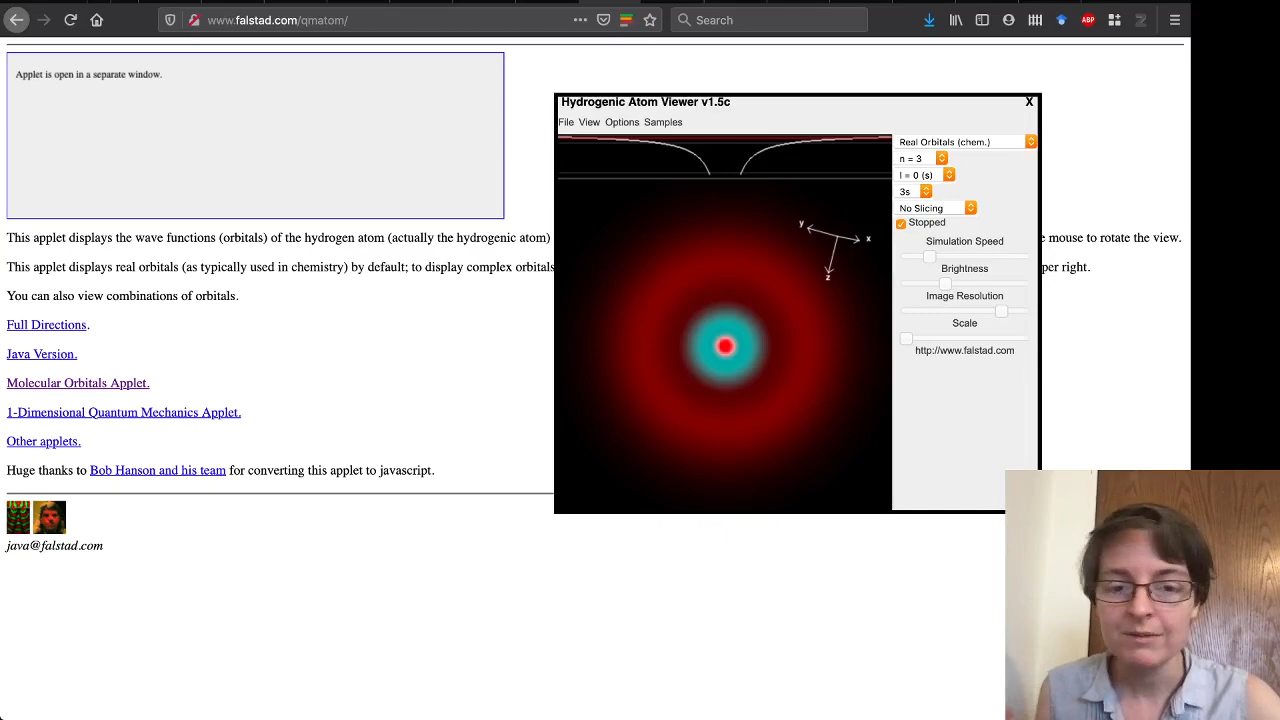 www.falstad.com/qmatom/
Search
ABP
Applet is open in a separate window.
Hydrogenic Atom Viewer v1.5c
X
File View Options Samples
Real Orbitals (chem.)
n = 3
l = 0 (s)
3s
No Slicing
Stopped
Simulation Speed
Brightness
Image Resolution
Scale
http://www.falstad.com
y
x
z
This applet displays the wave functions (orbitals) of the hydrogen atom (actually the hydrogenic atom)
e mouse to rotate the view.
This applet displays real orbitals (as typically used in chemistry) by default; to display complex orbitals
per right.
You can also view combinations of orbitals.
Full Directions.
Java Version.
Molecular Orbitals Applet.
1-Dimensional Quantum Mechanics Applet.
Other applets.
Huge thanks to Bob Hanson and his team for converting this applet to javascript.
java@falstad.com